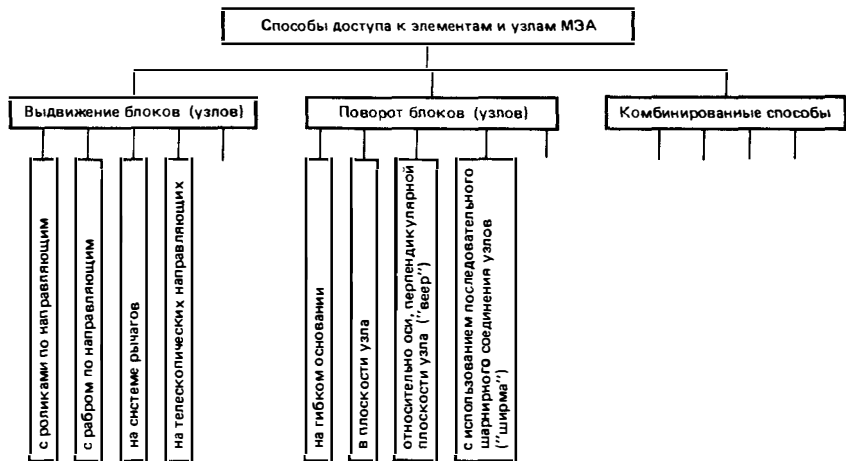 Способы доступа к элементам и узлам МЭА
Выдвижение блоков (узлов)
Поворот блоков (узлов)
Комбинированные способы
с роликами по направляющим
с рабром по направляющим
на системе рычагов
на телескопических направляющих
на гибком основании
в плоскости узла
относительно оси, перпендикулярной
плоскости узла ("веер")
с использованием последовательного
шарнирного соединения узлов
("ширма")